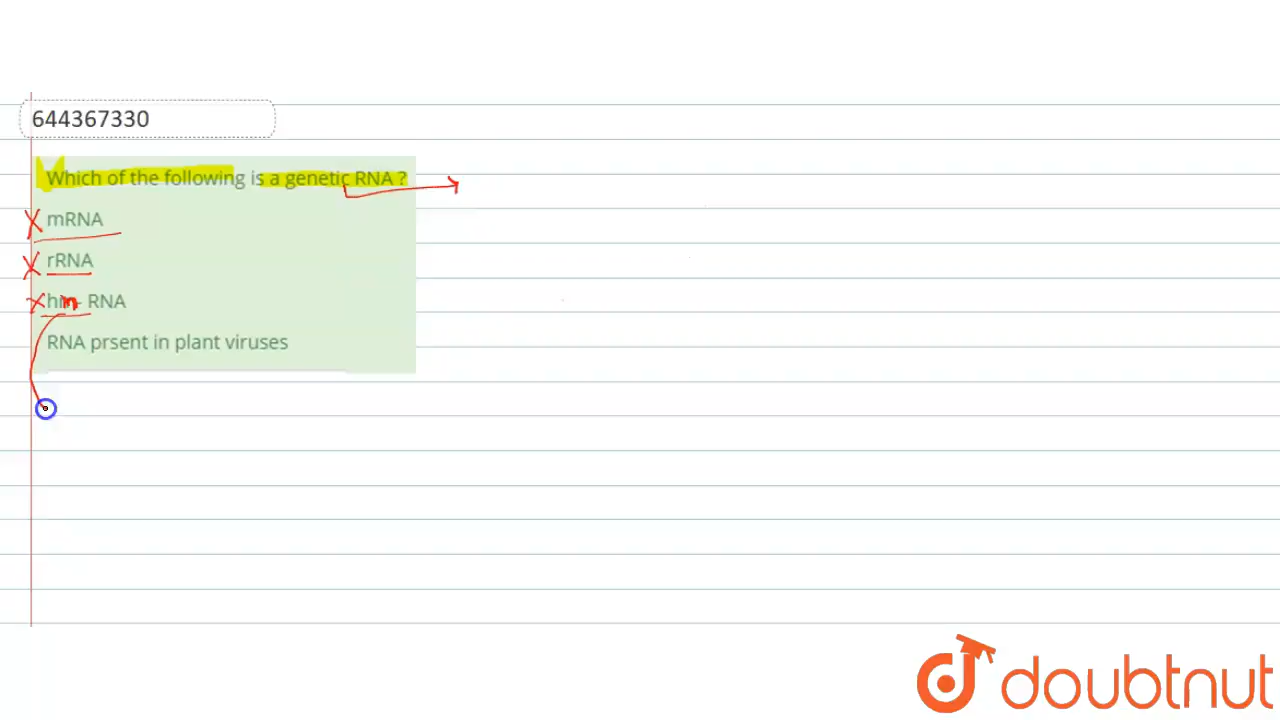 644367330
Which of the following is a genetic RNA ?
mRNA
rRNA
hn- RNA
RNA prsent in plant viruses
doubtnut